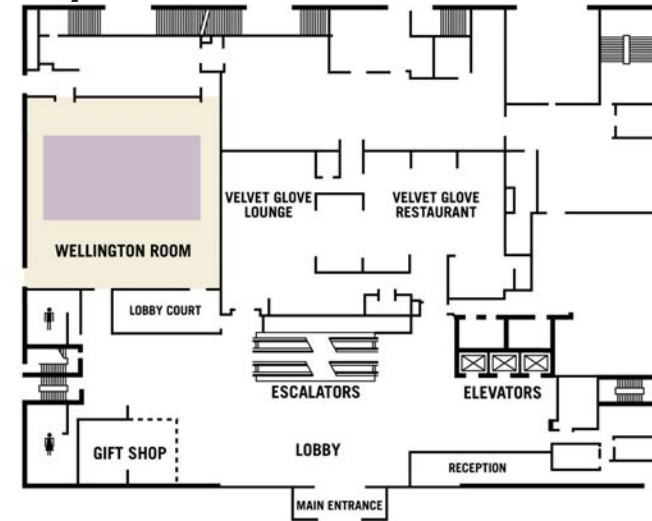 VELVET GLOVE
LOUNGE
VELVET GLOVE
RESTAURANT
WELLINGTON ROOM
LOBBY COURT
ESCALATORS
ELEVATORS
GIFT SHOP
LOBBY
RECEPTION
MAIN ENTRANCE